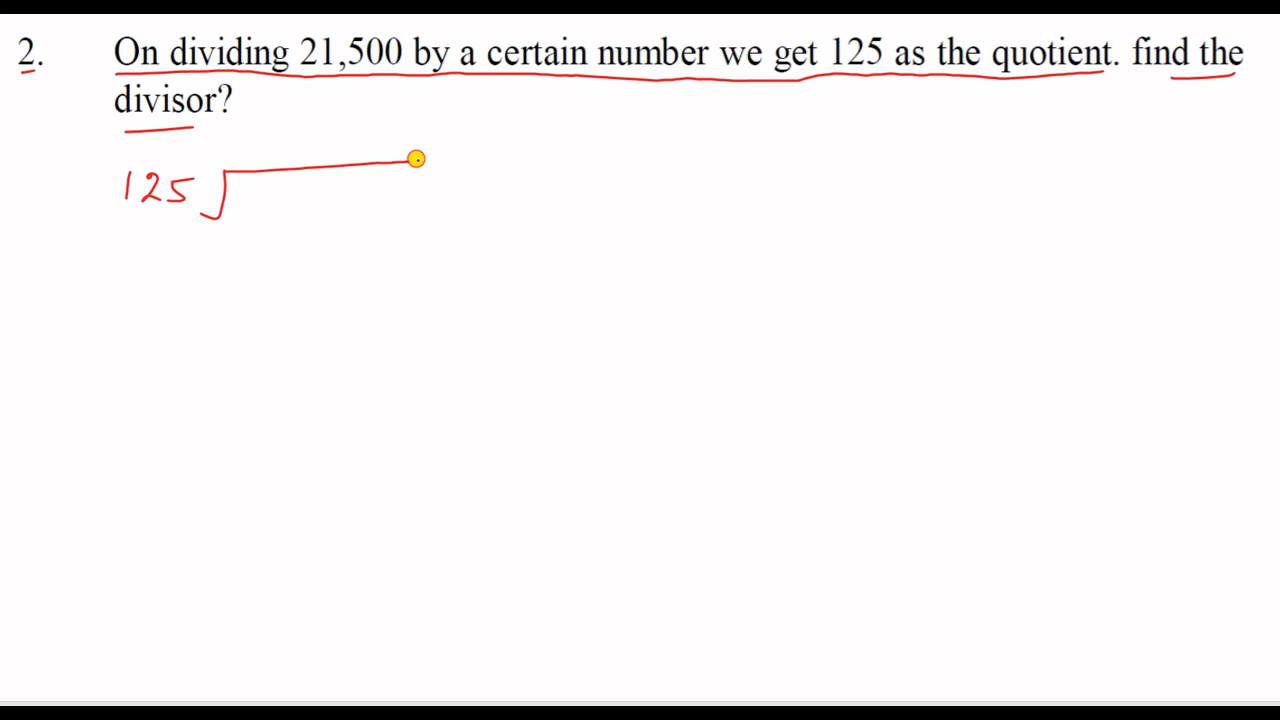 2. On dividing 21,500 by a certain number we get 125 as the quotient. find the
divisor?
125